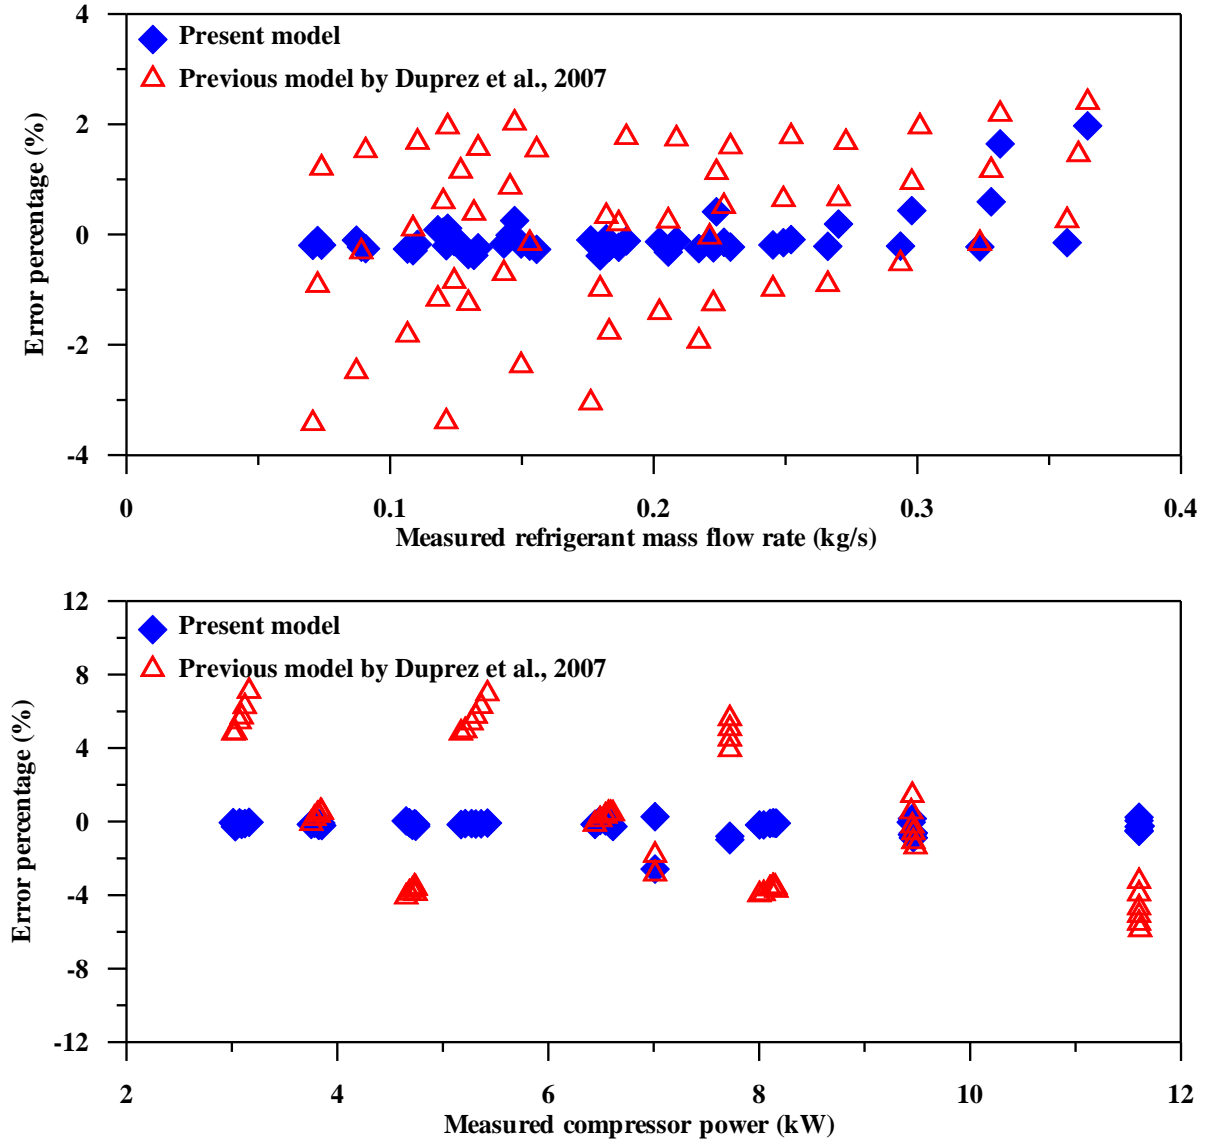 4
Present model
Previous model by Duprez et al., 2007
2
0
-2
-4
Error percentage (%)
0 0.1 0.2 0.3 0.4
Measured refrigerant mass flow rate (kg/s)
12
Present model
Previous model by Duprez et al., 2007
8
4
0
-4
-8
-12
Error percentage (%)
2 4 6 8 10 12
Measured compressor power (kW)